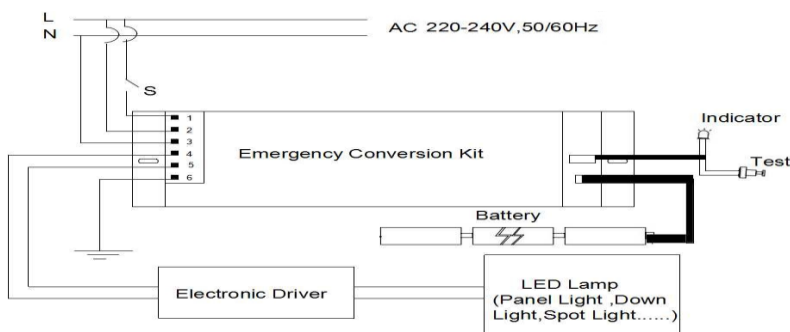 L
N
AC 220-240V,50/60Hz
S
1
2
3
4
5
6
Emergency Conversion Kit
Indicator
Test
Battery
Electronic Driver
LED Lamp
(Panel Light ,Down
Light,Spot Light......)